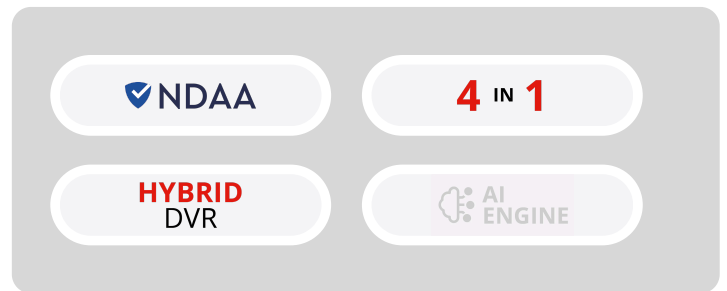 NDAA
4 IN 1
HYBRID
DVR
AI
ENGINE